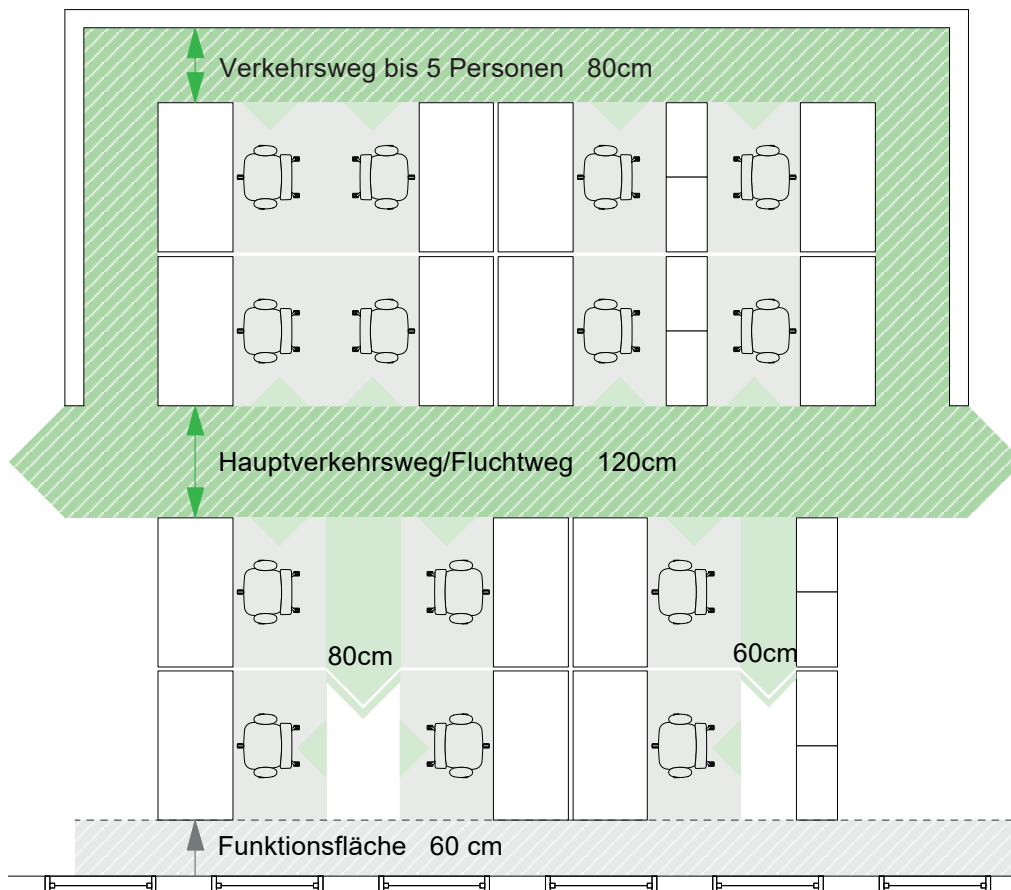 Verkehrsweg bis 5 Personen 80cm
Hauptverkehrsweg/Fluchtweg 120cm
80cm
60cm
Funktionsfläche 60 cm